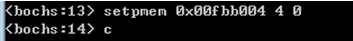 <bochs:13> setpmem 0x00fbb004 4 0
<bochs:14> c